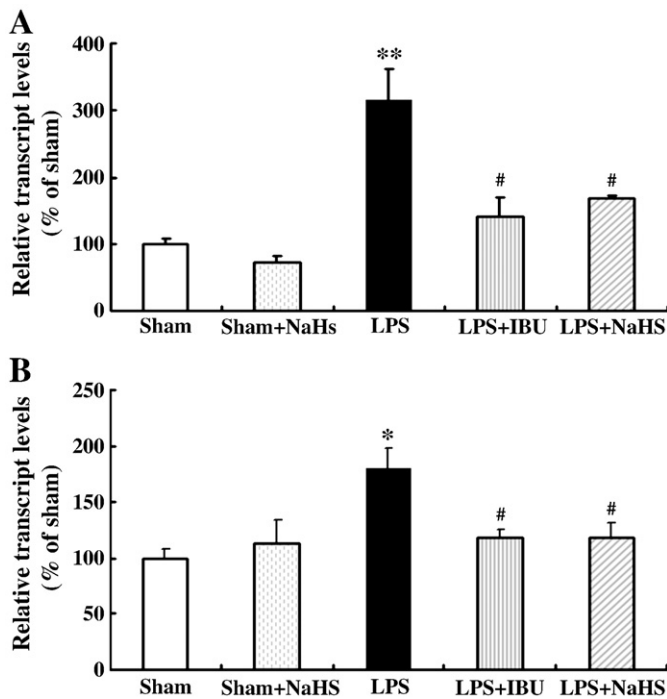 A
Relative transcript levels
(% of sham)
400
300
200
100
0
**
#
#
Sham
Sham+NaHs
LPS
LPS+IBU
LPS+NaHS
B
Relative transcript levels
(% of sham)
250
200
150
100
50
0
*
#
#
Sham
Sham+NaHS
LPS
LPS+IBU
LPS+NaHS